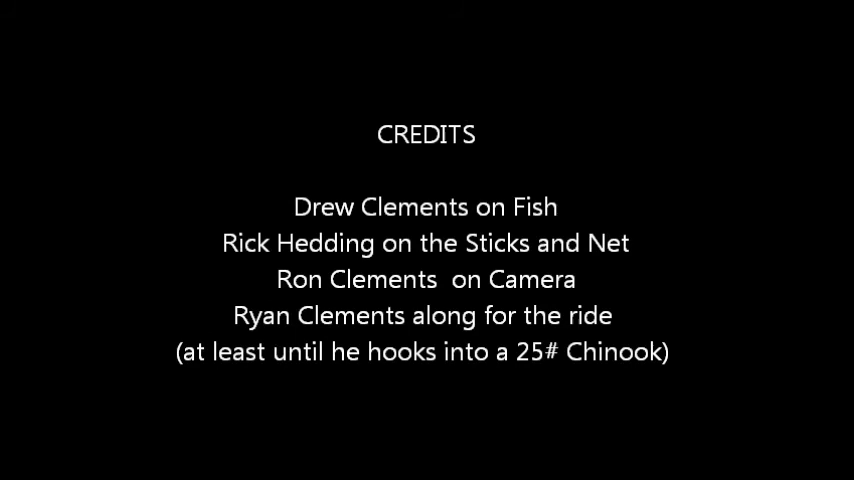 CREDITS
Drew Clements on Fish
Rick Hedding on the Sticks and Net
Ron Clements  on Camera
Ryan Clements along for the ride
(at least until he hooks into a 25# Chinook)